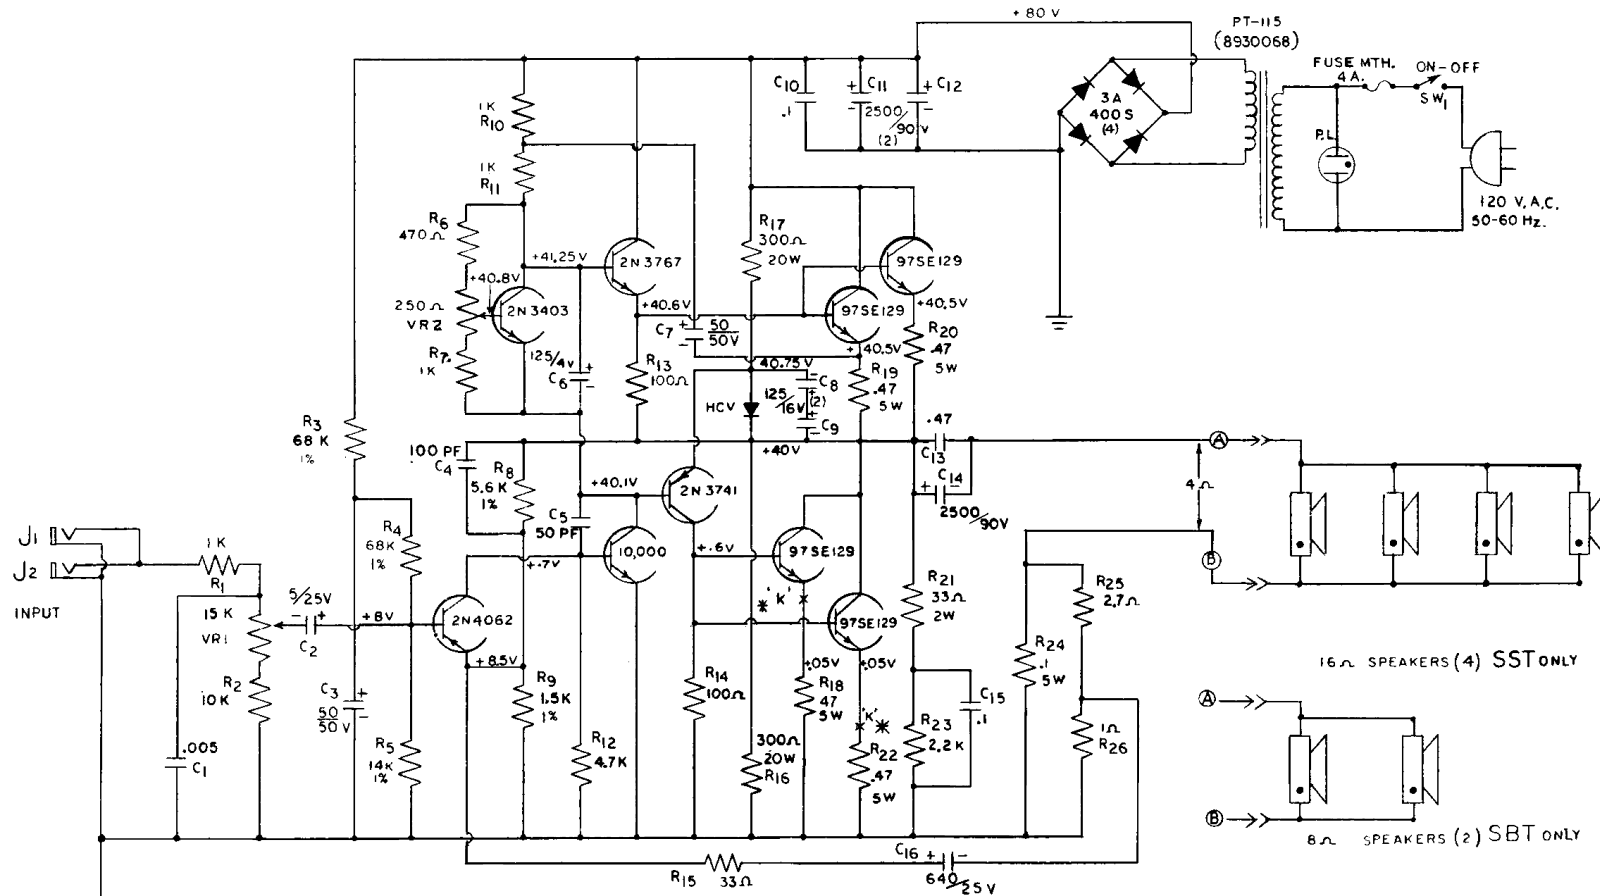 +80V
PT-115
(8930068)
FUSE MTH.
4A.
ON-OFF
SW1
3A
400S
(4)
P.L.
120 V.A.C.
50-60 Hz.
C10
.1
C11
2500/90V
(2)
C12
1K
R10
1K
R11
R6
470Ω
250Ω
VR2
R7
1K
+40.8V
+41.25V
2N3403
2N3767
125/4V
C6
+40.6V
R13
100Ω
C7
50/50V
R17
300Ω
20W
97SE129
97SE129
+40.5V
+40.5V
R20
.47
5W
R19
.47
5W
40.75V
HCV
C8
125/16V
(2)
C9
+40V
R3
68K
1%
100PF
C4
R8
5.6K
1%
+40.1V
C5
50PF
2N3741
10,000
+.7V
+.6V
97SE129
97SE129
*'K'
.47
C13
C14
2500/90V
4Ω
A
B
J1
J2
INPUT
1K
R1
15K
VR1
R2
10K
.005
C1
5/25V
C2
+8V
R4
68K
1%
2N4062
+8.5V
C3
50/50V
R5
14K
1%
R9
1.5K
1%
R12
4.7K
R14
100Ω
300Ω
20W
R16
+.05V
+.05V
R18
47
5W
'K'*
R22
.47
5W
R21
33Ω
2W
R23
2.2K
C15
.1
R24
.1
5W
R25
2.7Ω
1Ω
R26
R15
33Ω
C16
640/25V
16Ω SPEAKERS (4) SST ONLY
A
B
8Ω SPEAKERS (2) SBT ONLY